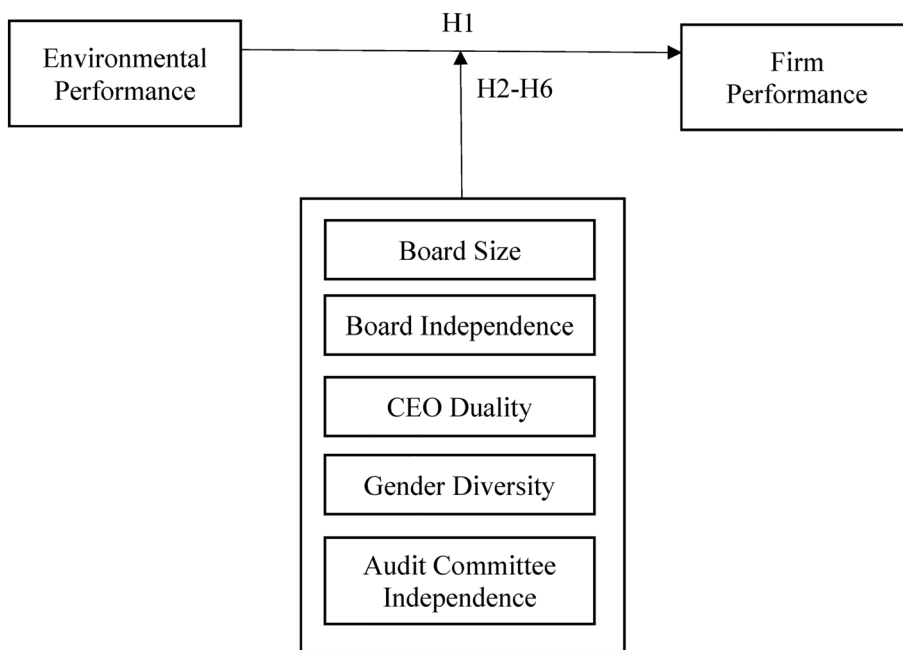 H1
Environmental
Performance
Firm
Performance
H2-H6
Board Size
Board Independence
CEO Duality
Gender Diversity
Audit Committee
Independence